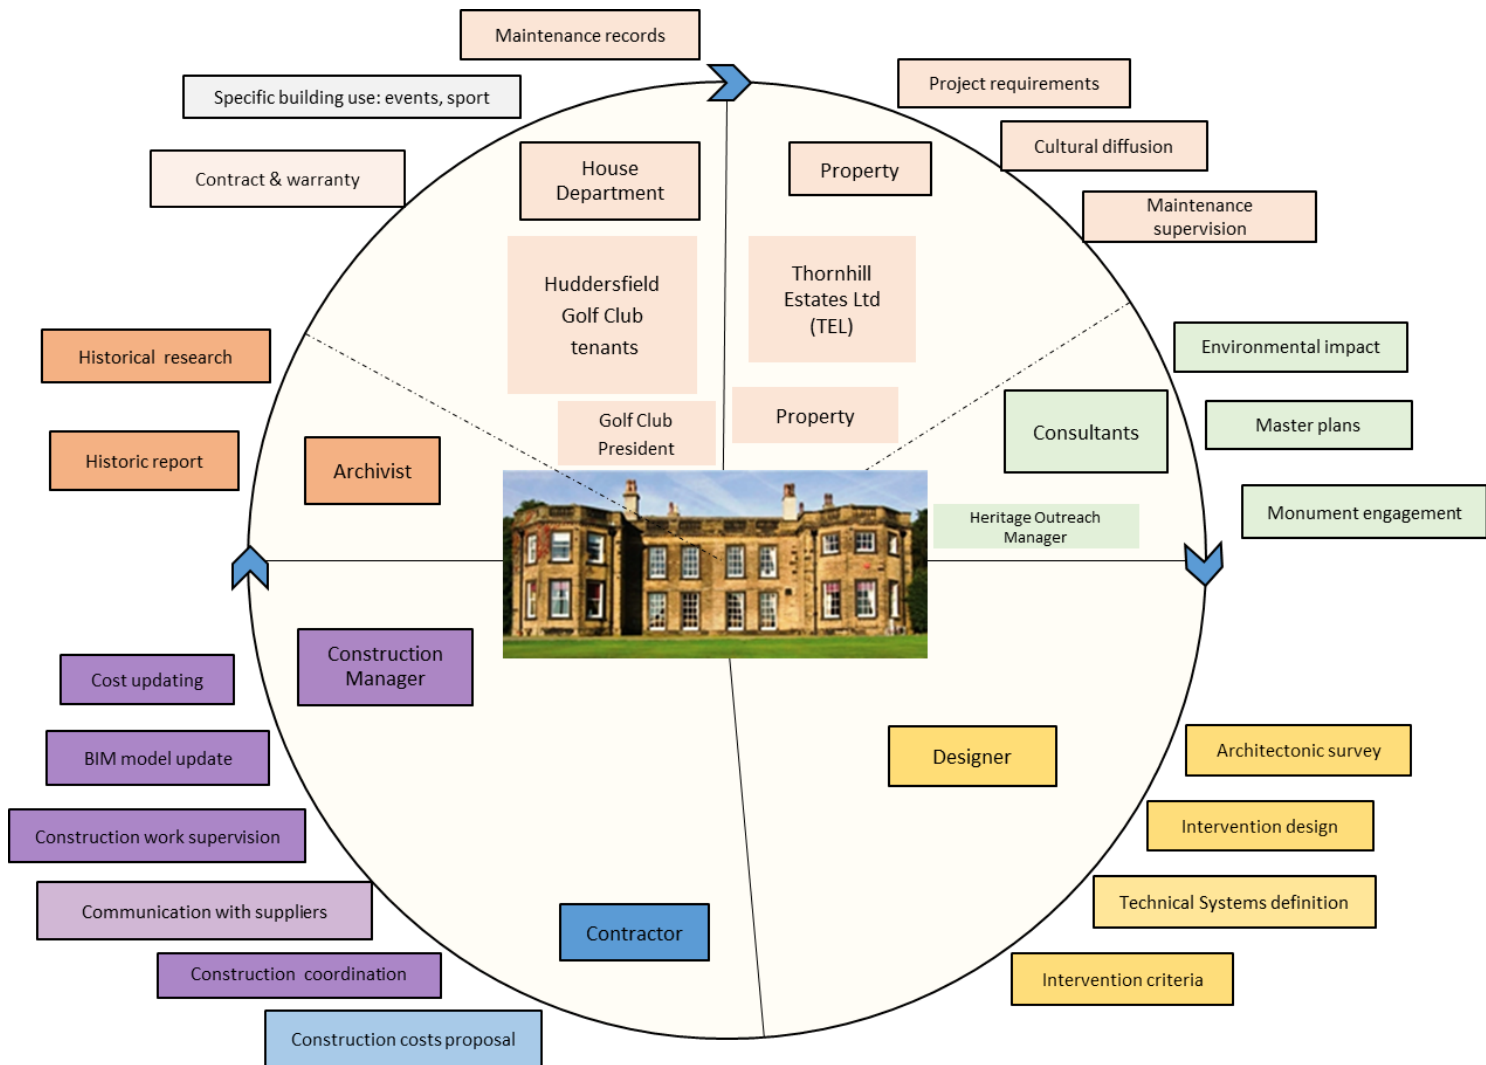 Maintenance records
Specific building use: events, sport
Contract & warranty
Project requirements
Cultural diffusion
Maintenance
supervision
House
Department
Property
Huddersfield
Golf Club
tenants
Thornhill
Estates Ltd
(TEL)
Golf Club
President
Property
Historical research
Historic report
Archivist
Consultants
Heritage Outreach
Manager
Environmental impact
Master plans
Monument engagement
Construction
Manager
Cost updating
BIM model update
Construction work supervision
Communication with suppliers
Construction coordination
Construction costs proposal
Contractor
Designer
Architectonic survey
Intervention design
Technical Systems definition
Intervention criteria